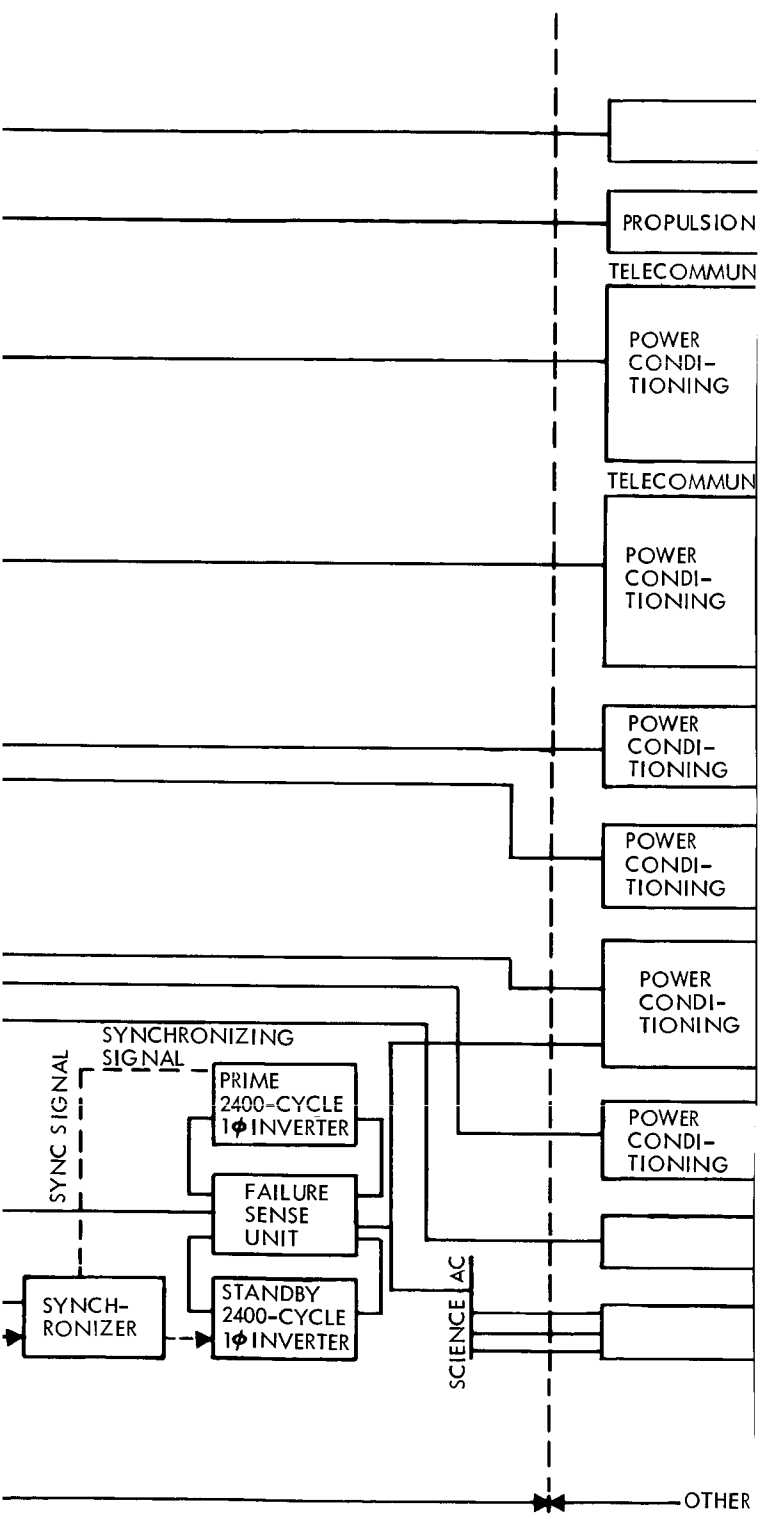 PROPULSION
TELECOMMUN
POWER
CONDI-
TIONING
TELECOMMUN
POWER
CONDI-
TIONING
POWER
CONDI-
TIONING
POWER
CONDI-
TIONING
POWER
CONDI-
TIONING
SYNCHRONIZING
SIGNAL
SYNC SIGNAL
PRIME
2400-CYCLE
1ϕ INVERTER
POWER
CONDI-
TIONING
FAILURE
SENSE
UNIT
SYNCH-
RONIZER
STANDBY
2400-CYCLE
1ϕ INVERTER
SCIENCE AC
OTHER